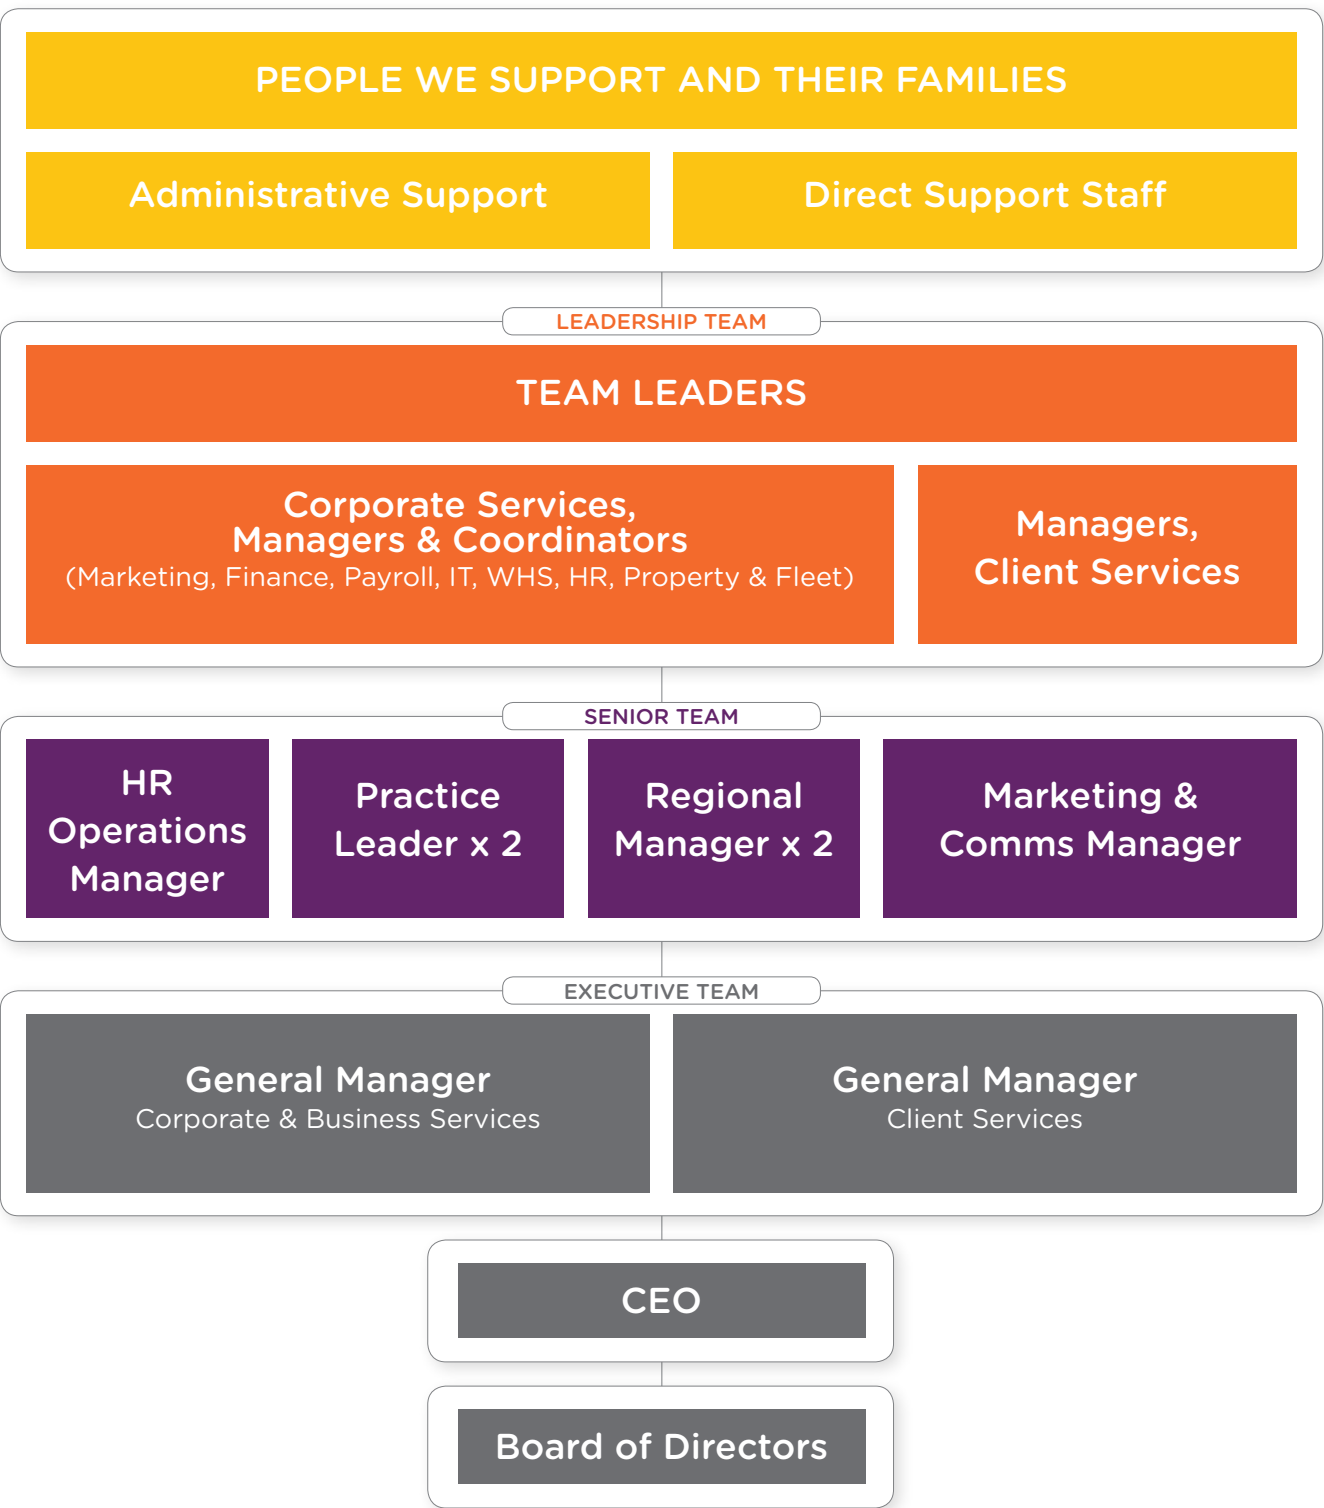 PEOPLE WE SUPPORT AND THEIR FAMILIES
Administrative Support
Direct Support Staff
LEADERSHIP TEAM
TEAM LEADERS
Corporate Services,
Managers & Coordinators
(Marketing, Finance, Payroll, IT, WHS, HR, Property & Fleet)
Managers,
Client Services
SENIOR TEAM
HR
Operations
Manager
Practice
Leader x 2
Regional
Manager x 2
Marketing &
Comms Manager
EXECUTIVE TEAM
General Manager
Corporate & Business Services
General Manager
Client Services
CEO
Board of Directors